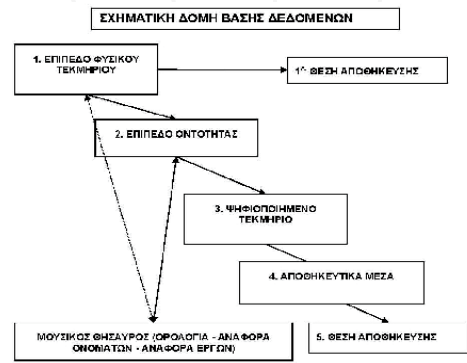 ΣΧΗΜΑΤΙΚΗ ΔΟΜΗ ΒΑΣΗΣ ΔΕΔΟΜΕΝΩΝ
1. ΕΠΙΠΕΔΟ ΦΥΣΙΚΟΥ
ΤΕΚΜΗΡΙΟΥ
1^. ΘΕΣΗ ΑΠΟΘΗΚΕΥΣΗΣ
2. ΕΠΙΠΕΔΟ ΟΝΤΟΤΗΤΑΣ
3. ΨΗΦΙΟΠΟΙΗΜΕΝΟ
ΤΕΚΜΗΡΙΟ
4. ΑΠΟΘΗΚΕΥΤΙΚΑ ΜΕΣΑ
ΜΟΥΣΙΚΟΣ ΘΗΣΑΥΡΟΣ (ΟΡΟΛΟΓΙΑ - ΑΝΑΦΟΡΑ
ΟΝΟΜΑΤΩΝ - ΑΝΑΦΟΡΑ ΕΡΓΩΝ)
5. ΘΕΣΗ ΑΠΟΘΗΚΕΥΣΗΣ